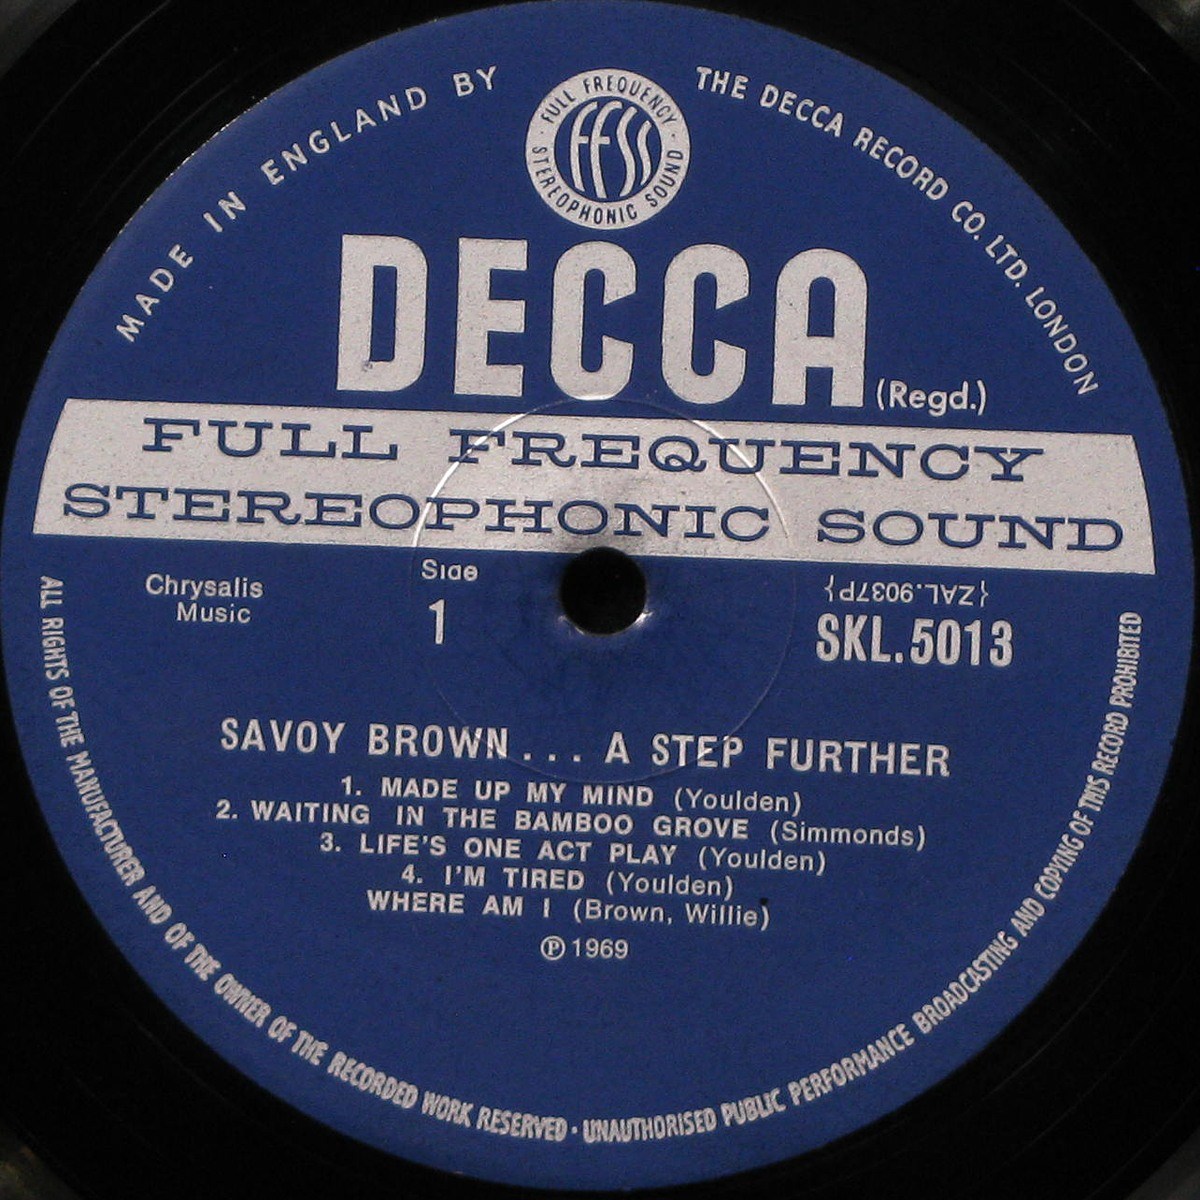 MADE IN ENGLAND BY THE DECCA RECORD CO. LTD. LONDON
FULL FREQUENCY
FFSS
STEREOPHONIC SOUND
DECCA (Regd.)
FULL FREQUENCY
STEREOPHONIC SOUND
Chrysalis
Music
Side
1
{ZAL.9037P}
SKL.5013
SAVOY BROWN . . . A STEP FURTHER
1. MADE UP MY MIND (Youlden)
2. WAITING IN THE BAMBOO GROVE (Simmonds)
3. LIFE'S ONE ACT PLAY (Youlden)
4. I'M TIRED (Youlden)
WHERE AM I (Brown, Willie)
℗ 1969
ALL RIGHTS OF THE MANUFACTURER AND OF THE OWNER OF THE RECORDED WORK RESERVED · UNAUTHORISED PUBLIC PERFORMANCE BROADCASTING AND COPYING OF THIS RECORD PROHIBITED